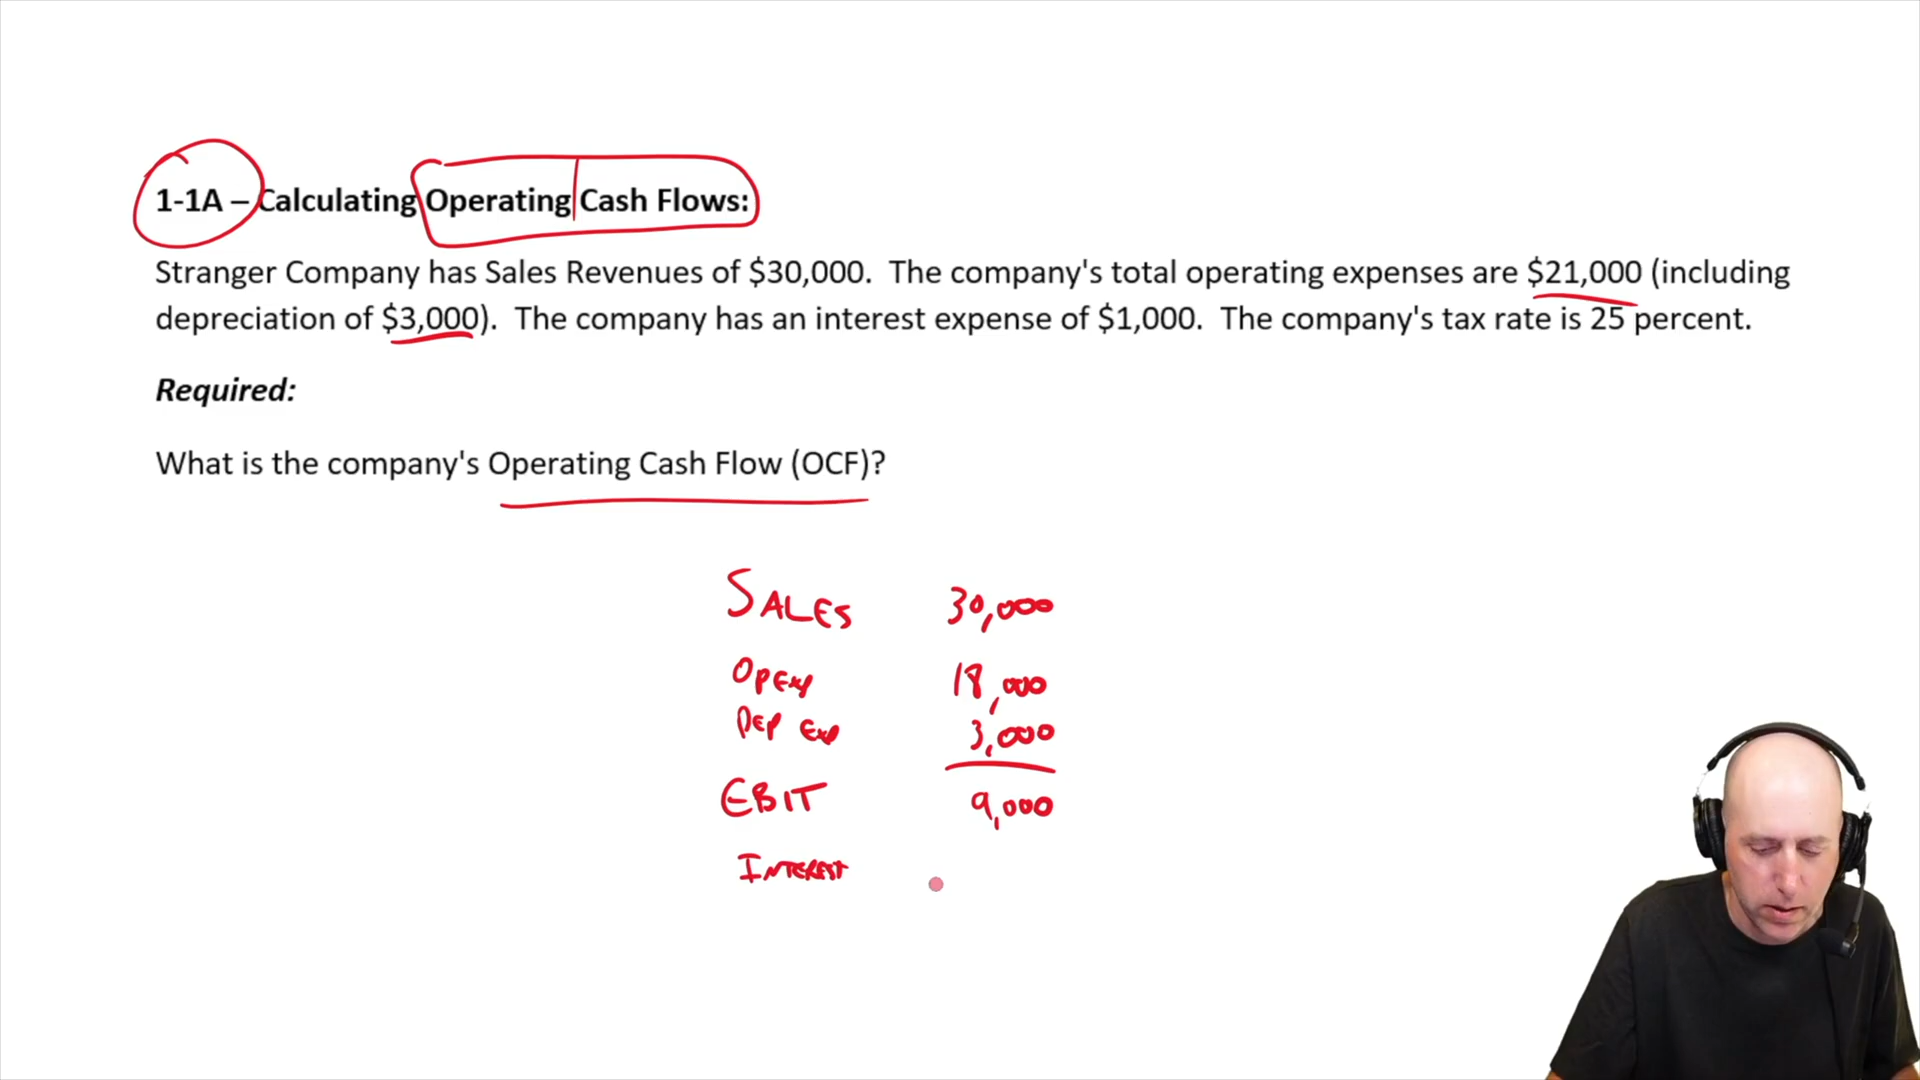 1-1A – Calculating Operating Cash Flows:
Stranger Company has Sales Revenues of $30,000. The company's total operating expenses are $21,000 (including
depreciation of $3,000). The company has an interest expense of $1,000. The company's tax rate is 25 percent.
Required:
What is the company's Operating Cash Flow (OCF)?
SALES 30,000
OP EXP 18,000
DEP EXP 3,000
EBIT 9,000
INTEREST